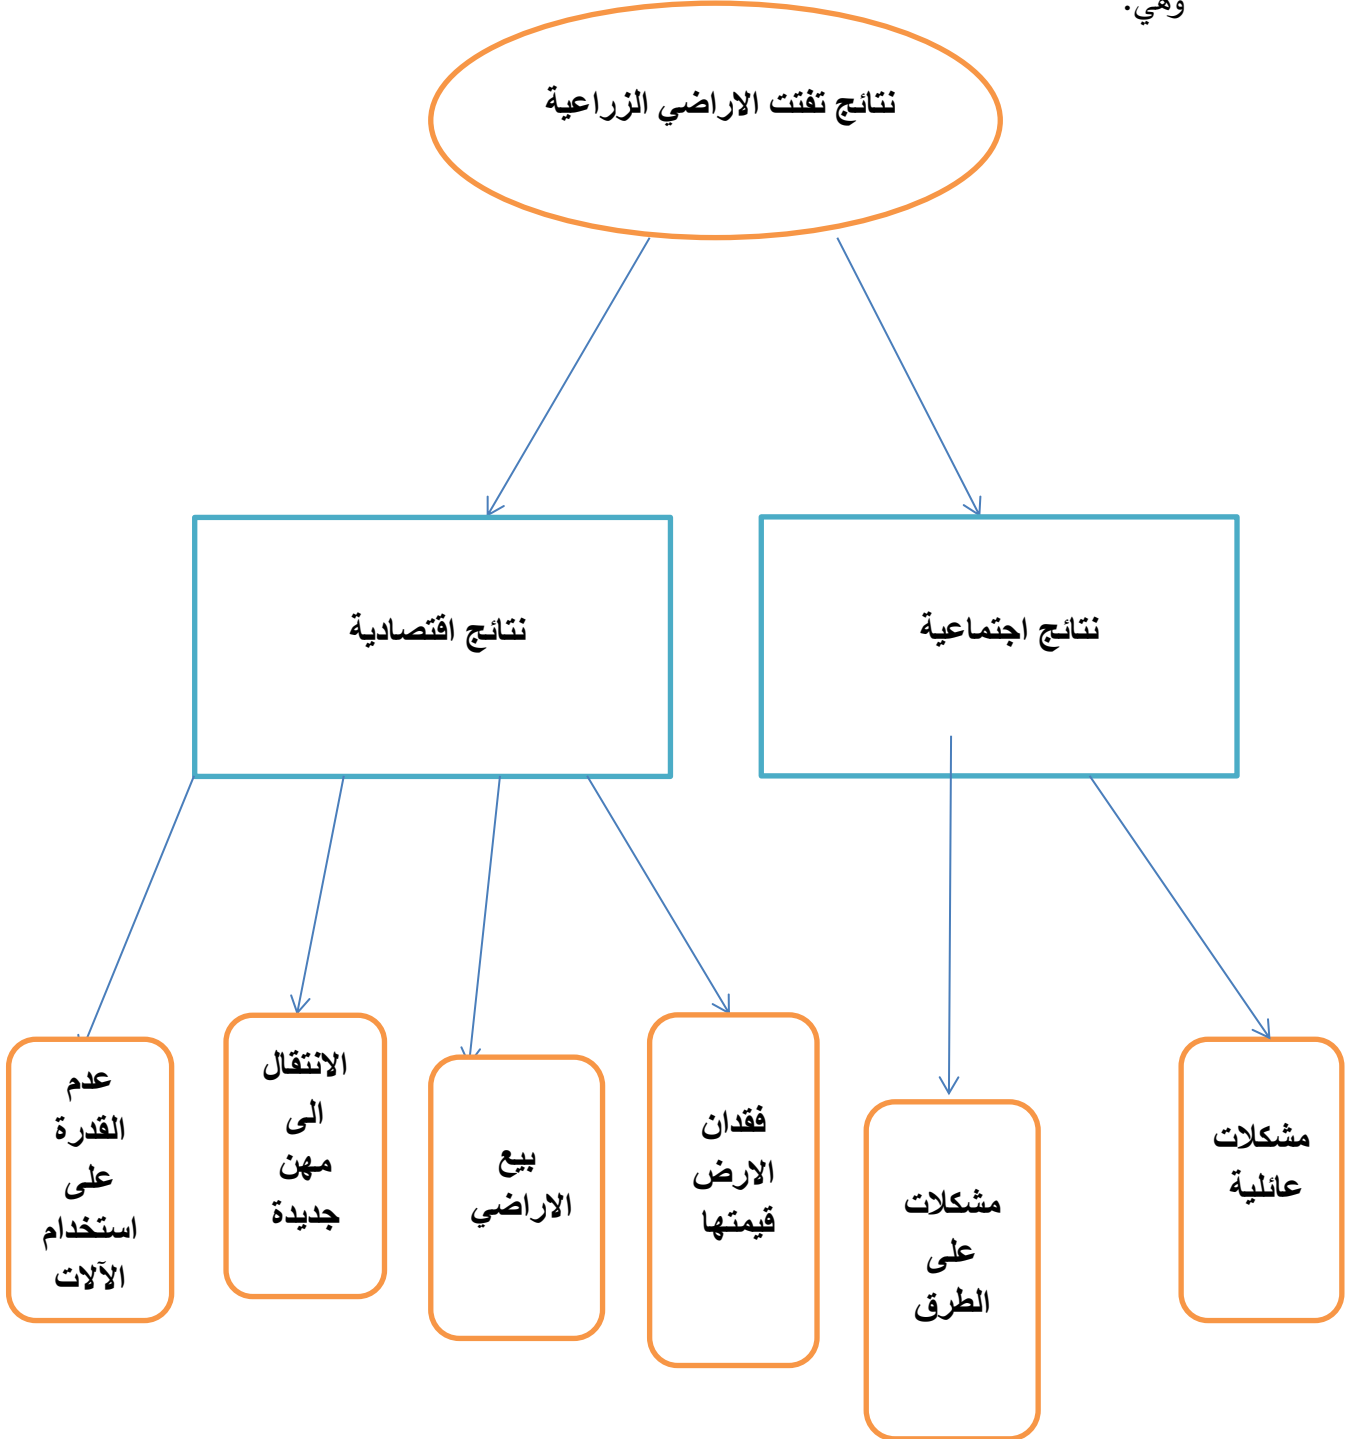 وهي.
نتائج تفتت الاراضي الزراعية
نتائج اجتماعية
نتائج اقتصادية
مشكلات
عائلية
مشكلات
على
الطرق
فقدان
الارض
قيمتها
بيع
الاراضي
الانتقال
الى
مهن
جديدة
عدم
القدرة
على
استخدام
الآلات